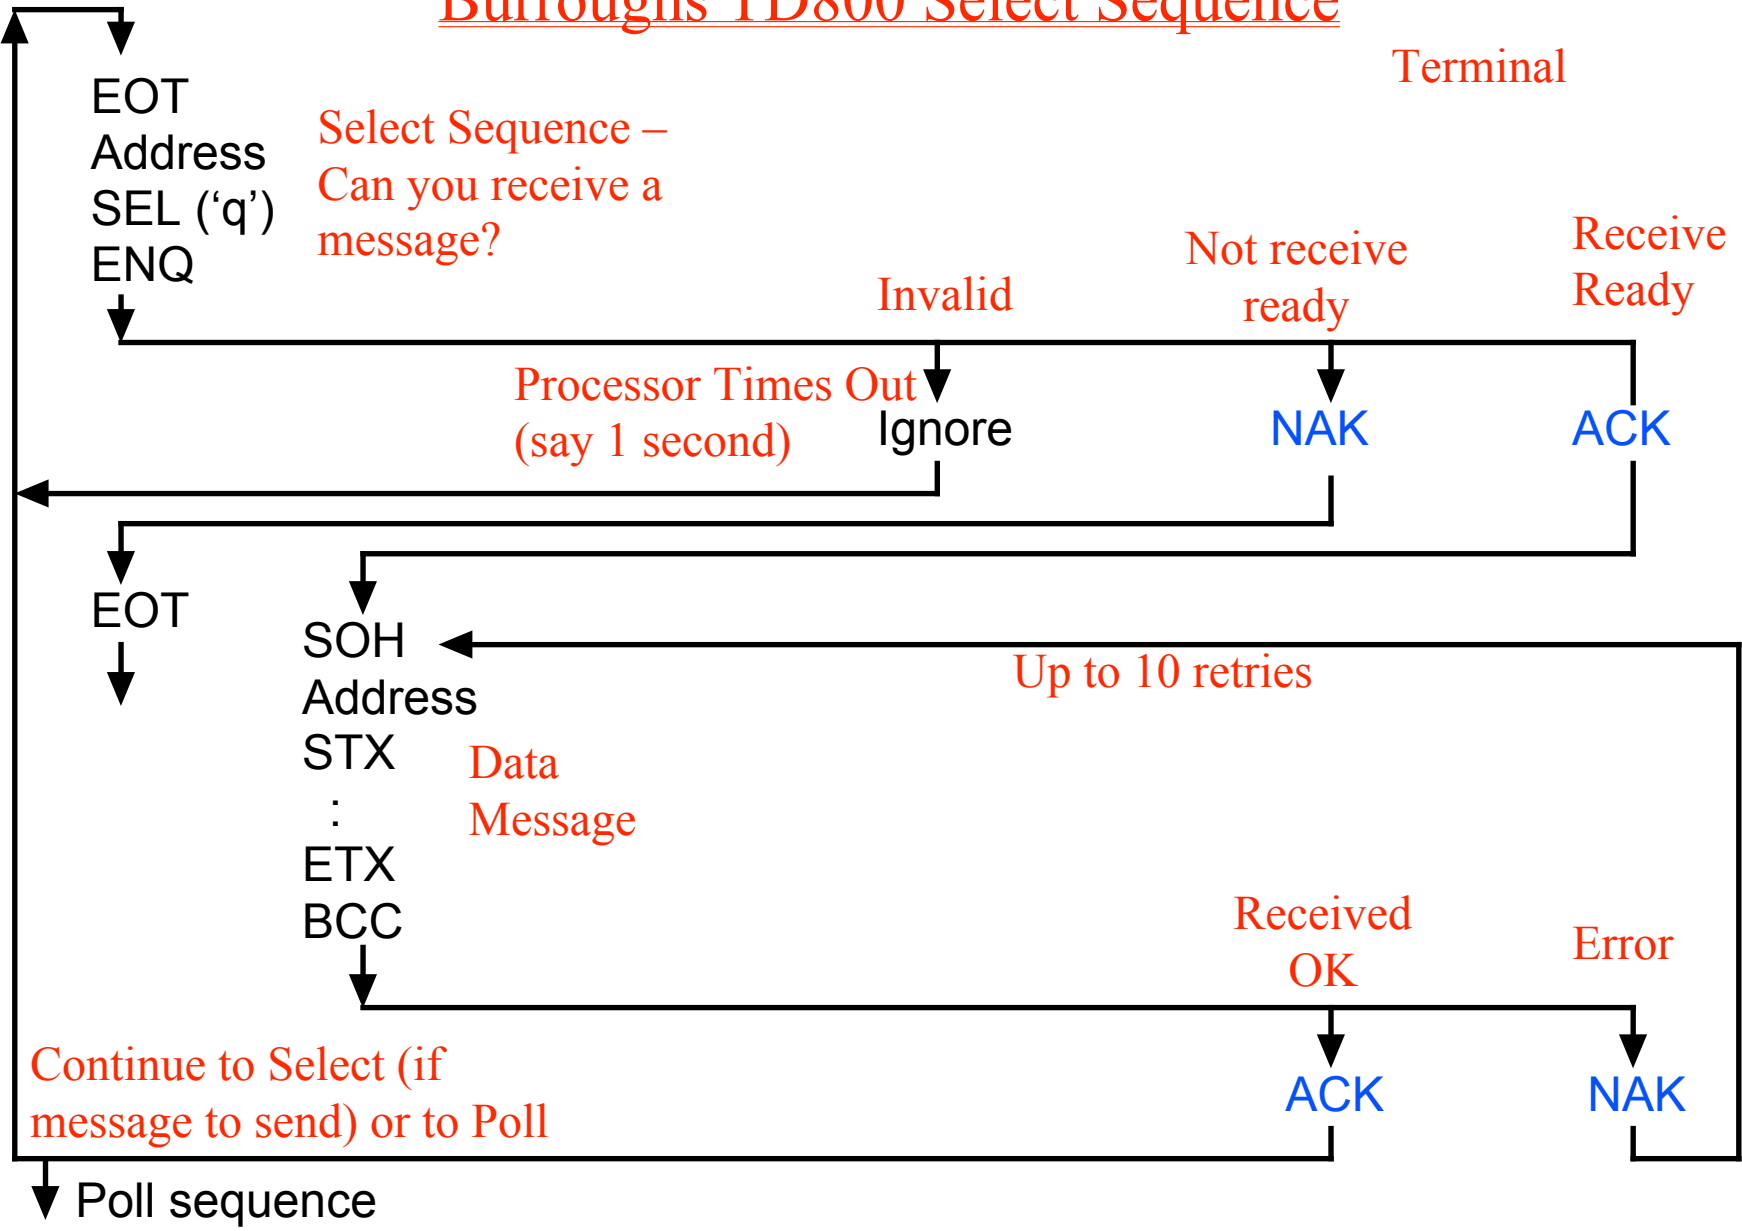 Burroughs TD800 Select Sequence
Terminal
EOT
Address
SEL (‘q’)
ENQ
Select Sequence –
Can you receive a
message?
Invalid
Not receive
ready
Receive
Ready
Processor Times Out
(say 1 second)
Ignore
NAK
ACK
EOT
SOH
Address
STX
:
ETX
BCC
Up to 10 retries
Data
Message
Received
OK
Error
Continue to Select (if
message to send) or to Poll
ACK
NAK
Poll sequence